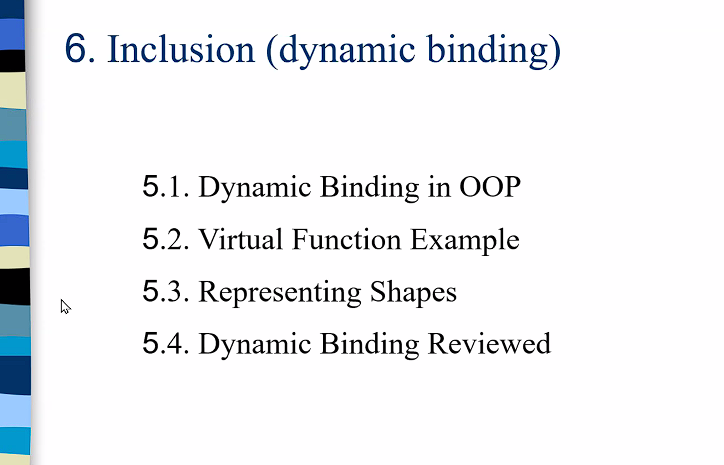 6. Inclusion (dynamic binding)
5.1. Dynamic Binding in OOP
5.2. Virtual Function Example
5.3. Representing Shapes
5.4. Dynamic Binding Reviewed